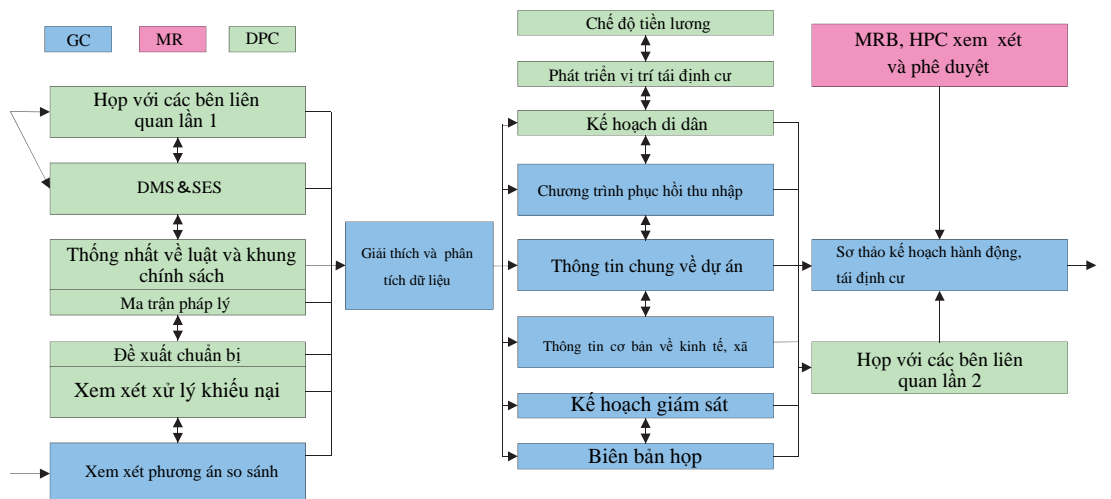 GC
MR
DPC
Họp với các bên liên
quan lần 1
DMS &SES
Thống nhất về luật và khung
chính sách
Ma trận pháp lý
Đề xuất chuẩn bị
Xem xét xử lý khiếu nại
Xem xét phương án so sánh
Giải thích và phân
tích dữ liệu
Chế độ tiền lương
Phát triển vị trí tái định cư
Kế hoạch di dân
Chương trình phục hồi thu nhập
Thông tin chung về dự án
Thông tin cơ bản về kinh tế, xã
Kế hoạch giám sát
Biên bản họp
MRB, HPC xem xét
và phê duyệt
Sơ thảo kế hoạch hành động,
tái định cư
Họp với các bên liên
quan lần 2